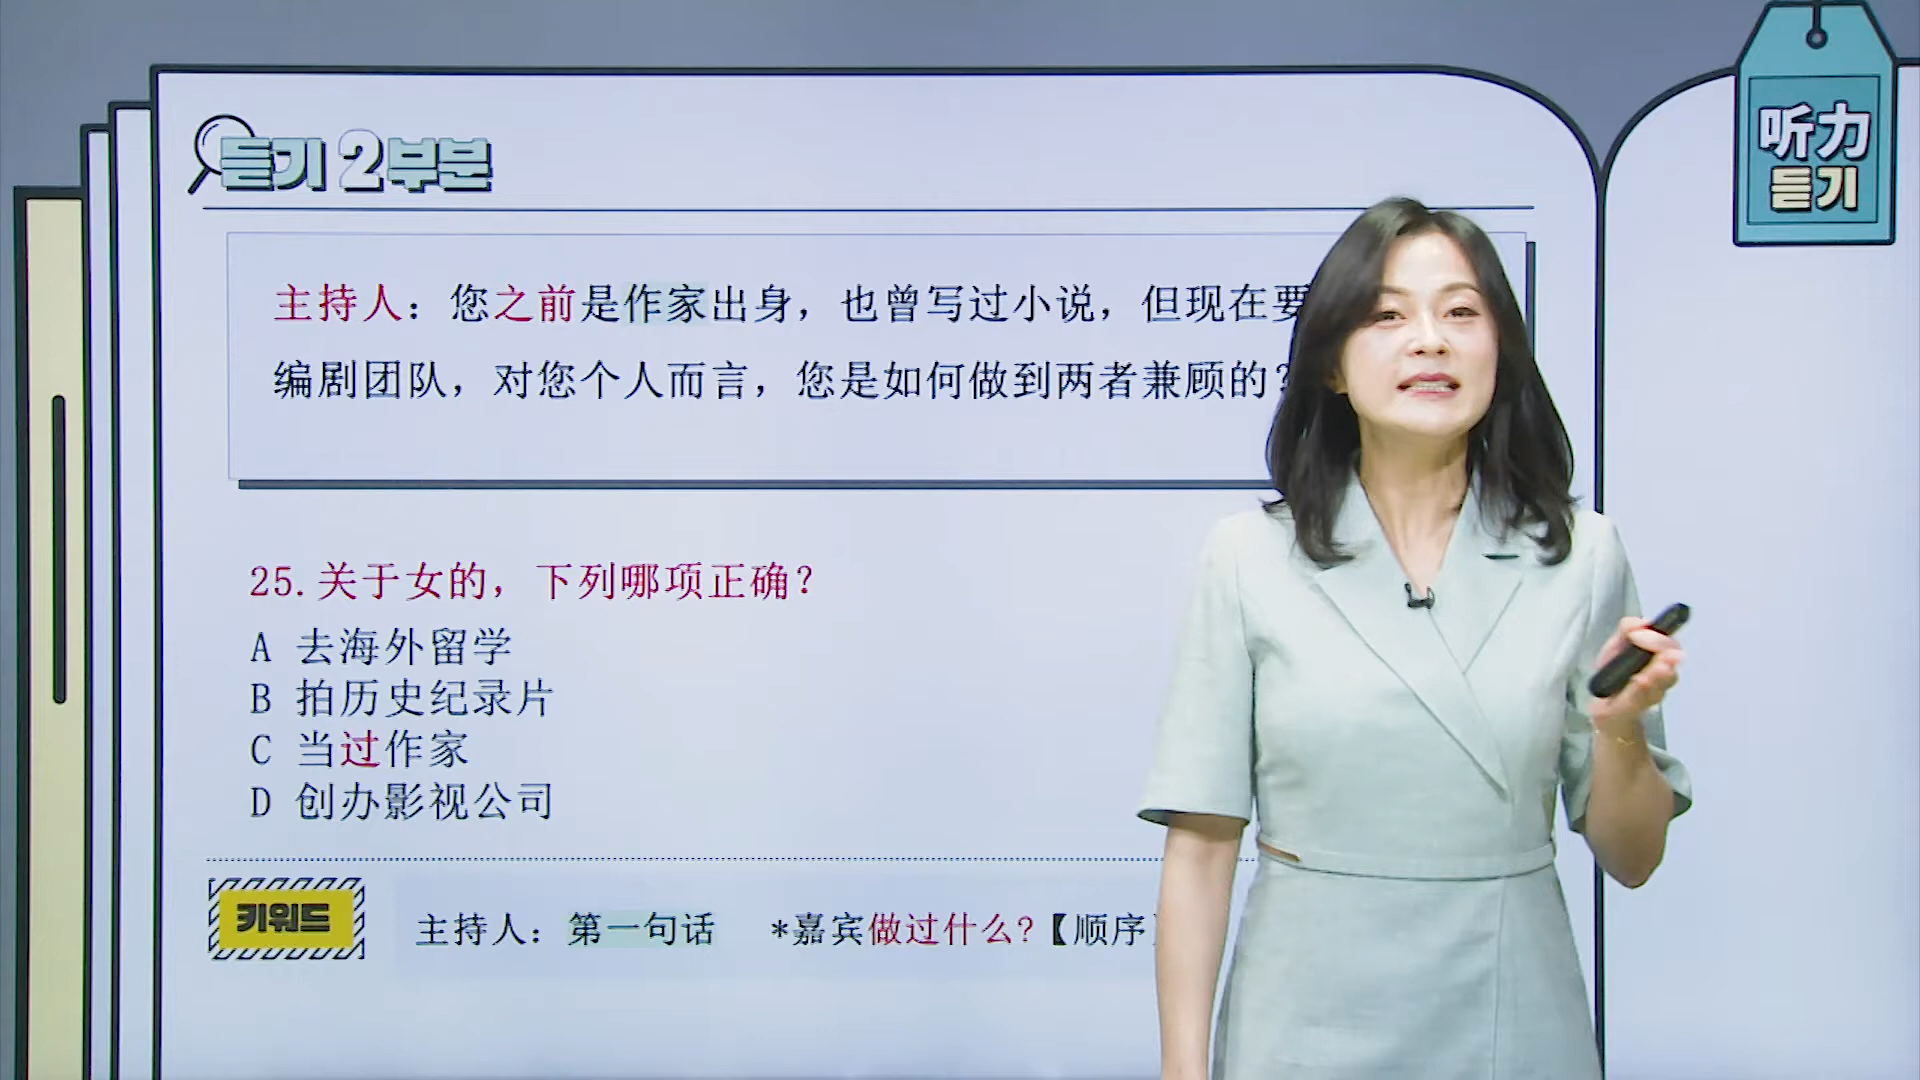 听力
듣기
듣기 2부분
主持人：您之前是作家出身，也曾写过小说，但现在要
编剧团队，对您个人而言，您是如何做到两者兼顾的？
25.关于女的，下列哪项正确？
A 去海外留学
B 拍历史纪录片
C 当过作家
D 创办影视公司
키워드
主持人：第一句话 *嘉宾做过什么?【顺序